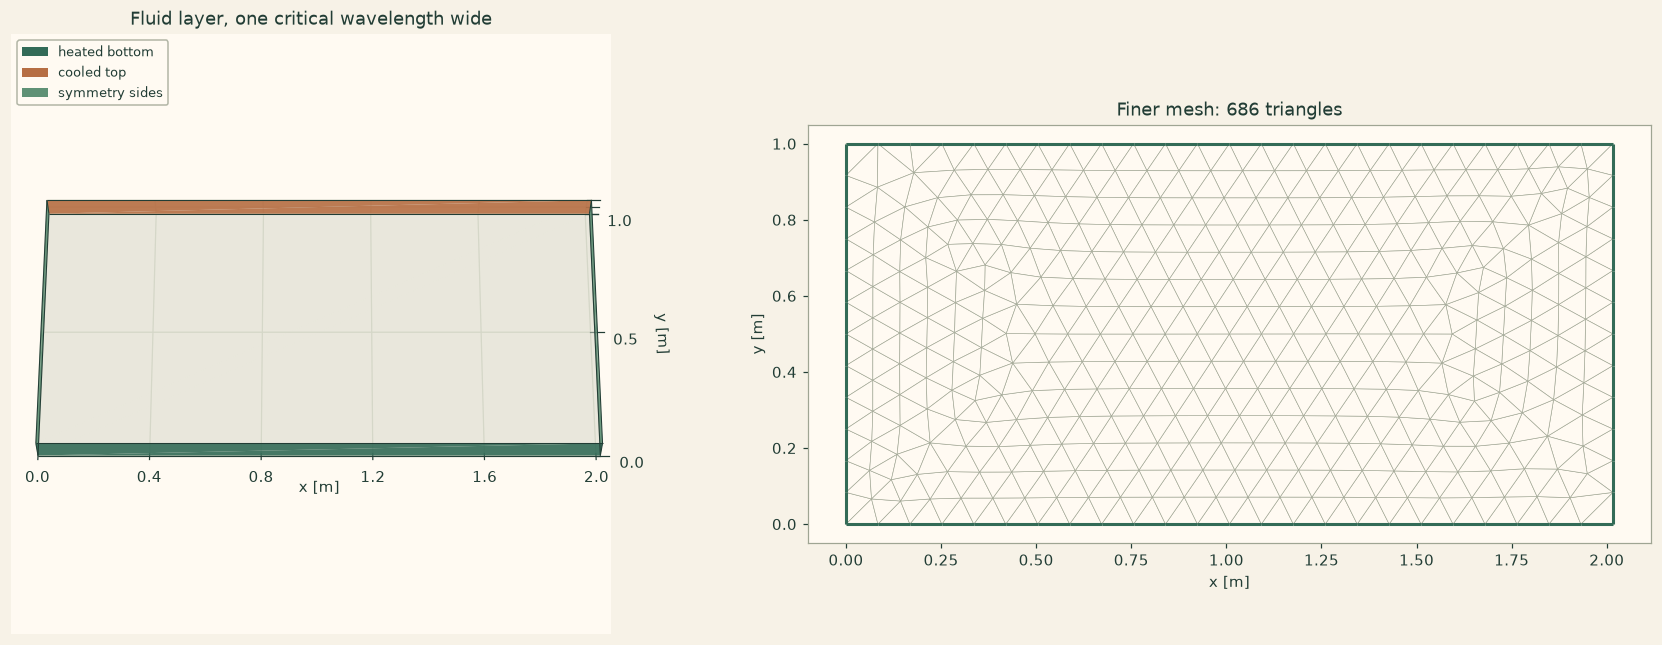 Fluid layer, one critical wavelength wide
heated bottom
cooled top
symmetry sides
1.0
0.5
0.0
y [m]
0.0 0.4 0.8 1.2 1.6 2.0
x [m]
Finer mesh: 686 triangles
1.0
0.8
0.6
0.4
0.2
0.0
y [m]
0.00 0.25 0.50 0.75 1.00 1.25 1.50 1.75 2.00
x [m]